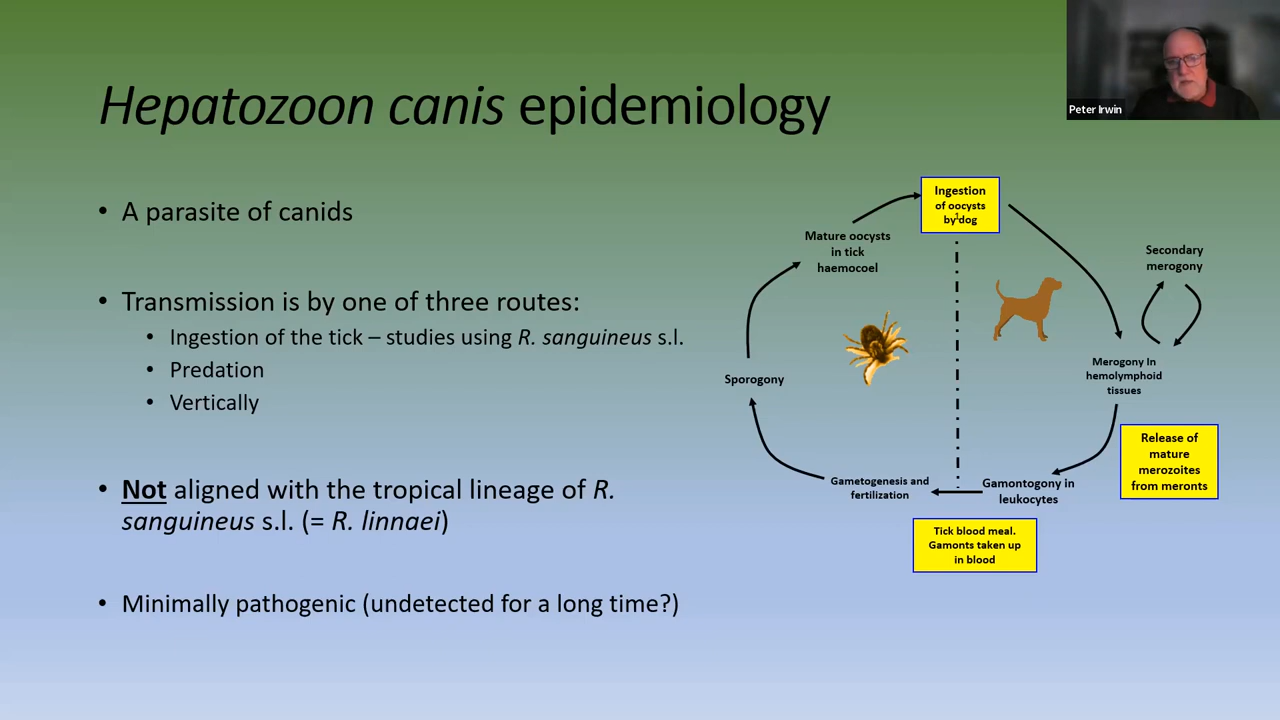 Peter Irwin
Hepatozoon canis epidemiology
• A parasite of canids
• Transmission is by one of three routes:
• Ingestion of the tick – studies using R. sanguineus s.l.
• Predation
• Vertically
• Not aligned with the tropical lineage of R.
sanguineus s.l. (= R. linnaei)
• Minimally pathogenic (undetected for a long time?)
Ingestion
of oocysts
by dog
Mature oocysts
in tick
haemocoel
Secondary
merogony
Merogony In
hemolymphoid
tissues
Sporogony
Release of
mature
merozoites
from meronts
Gametogenesis and
fertilization
Gamontogony in
leukocytes
Tick blood meal.
Gamonts taken up
in blood